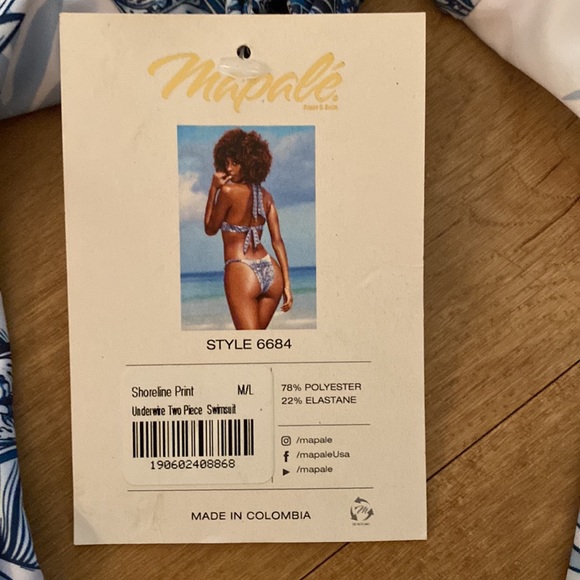 Mapalé
STYLE 6684
Shoreline Print M/L
Underwire Two Piece Swimsuit
190602408868
78% POLYESTER
22% ELASTANE
/mapale
/mapaleUsa
/mapale
MADE IN COLOMBIA